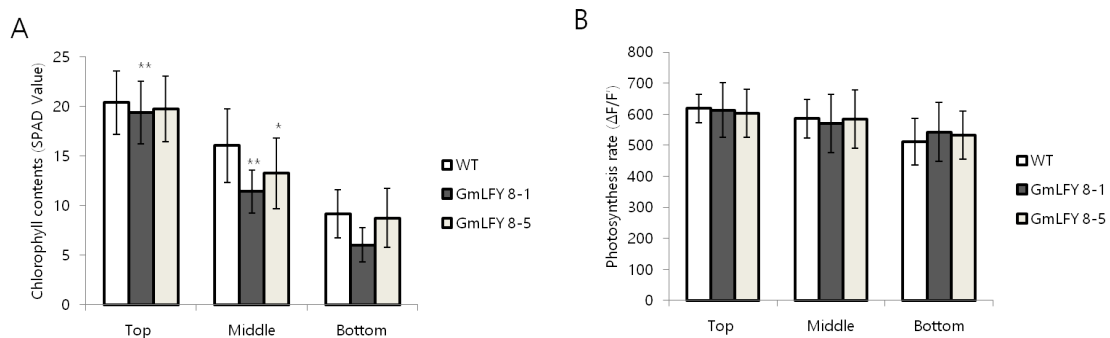 A
Chlorophyll contents (SPAD Value)
25
20
15
10
5
0
**
**
*
Top Middle Bottom
WT
GmLFY 8-1
GmLFY 8-5
B
Photosynthesis rate (ΔF/F')
800
700
600
500
400
300
200
100
0
Top Middle Bottom
WT
GmLFY 8-1
GmLFY 8-5